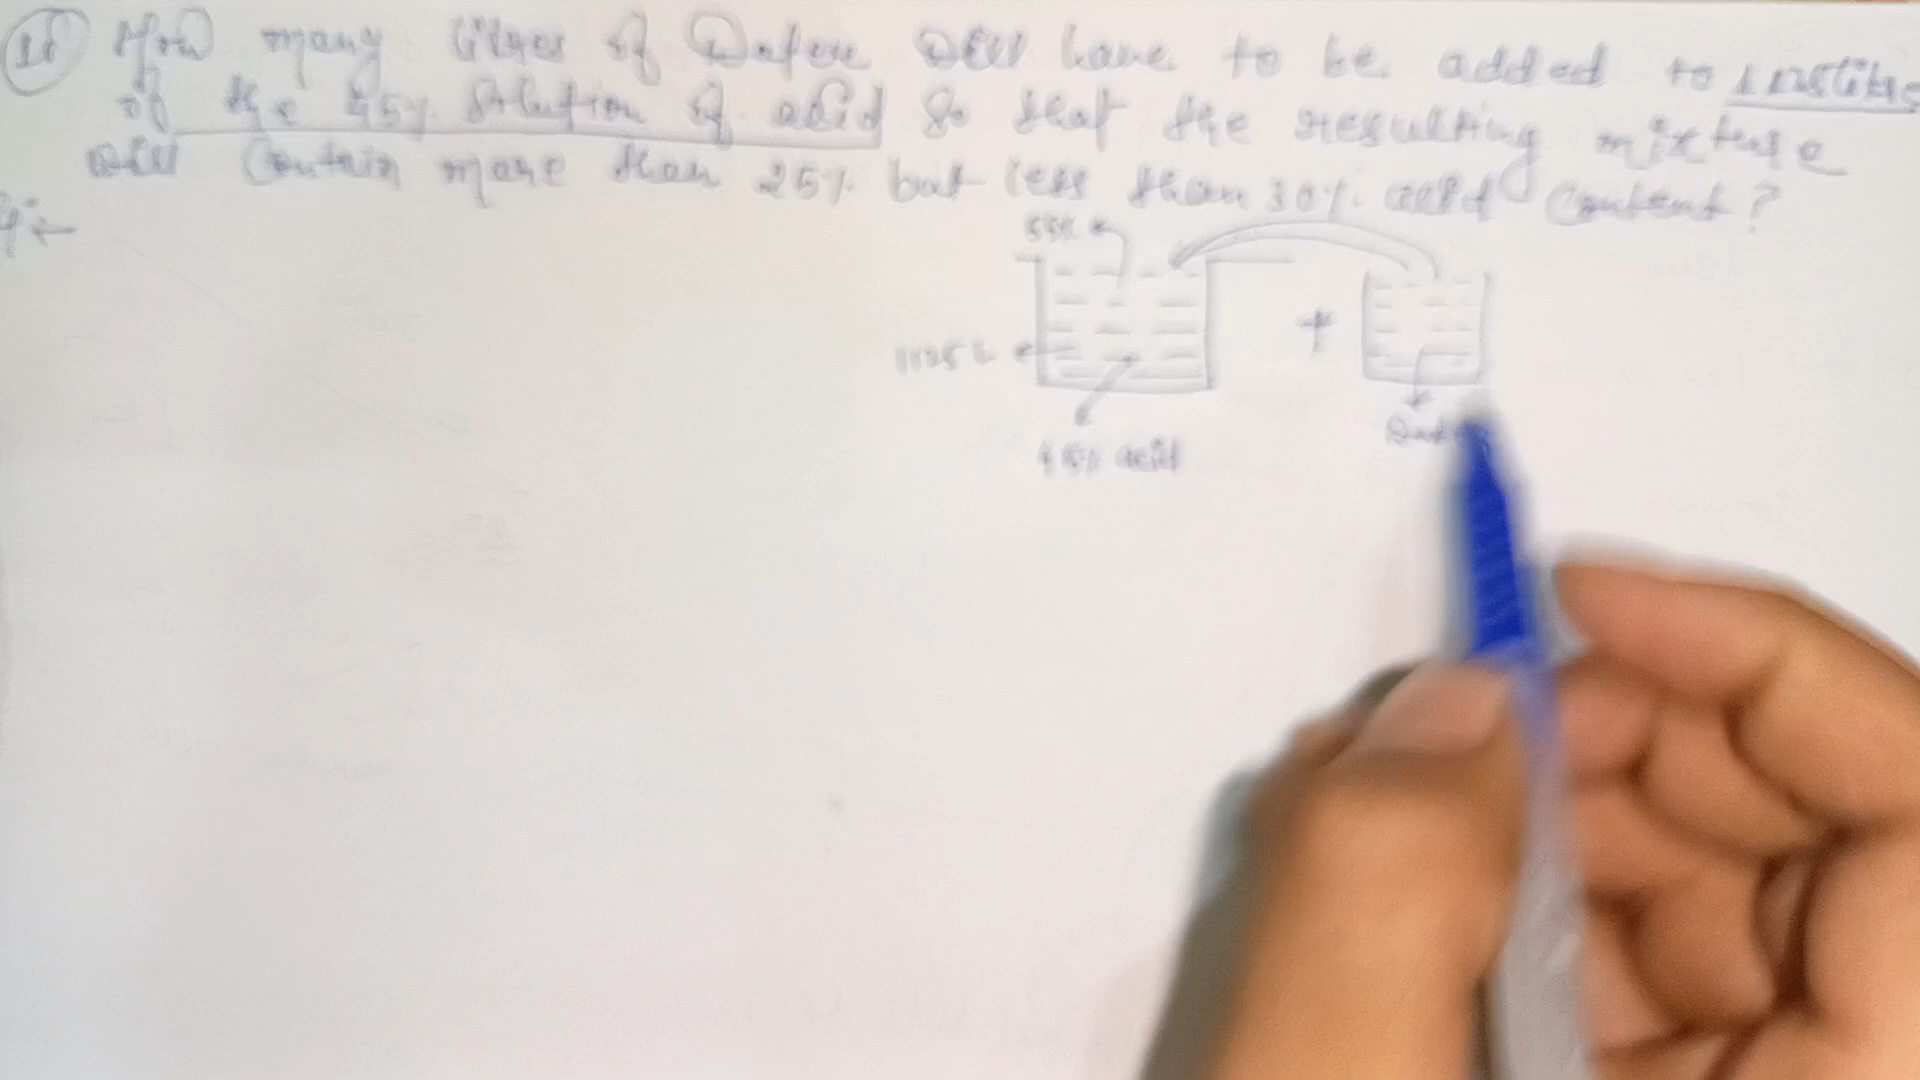 11 How many litres of Water will have to be added to 1125 litres
of the 45% Solution of acid So that the resulting mixture
will Contain more than 25% but less than 30% acid Content?
55% 
1125 L
+
45% acid